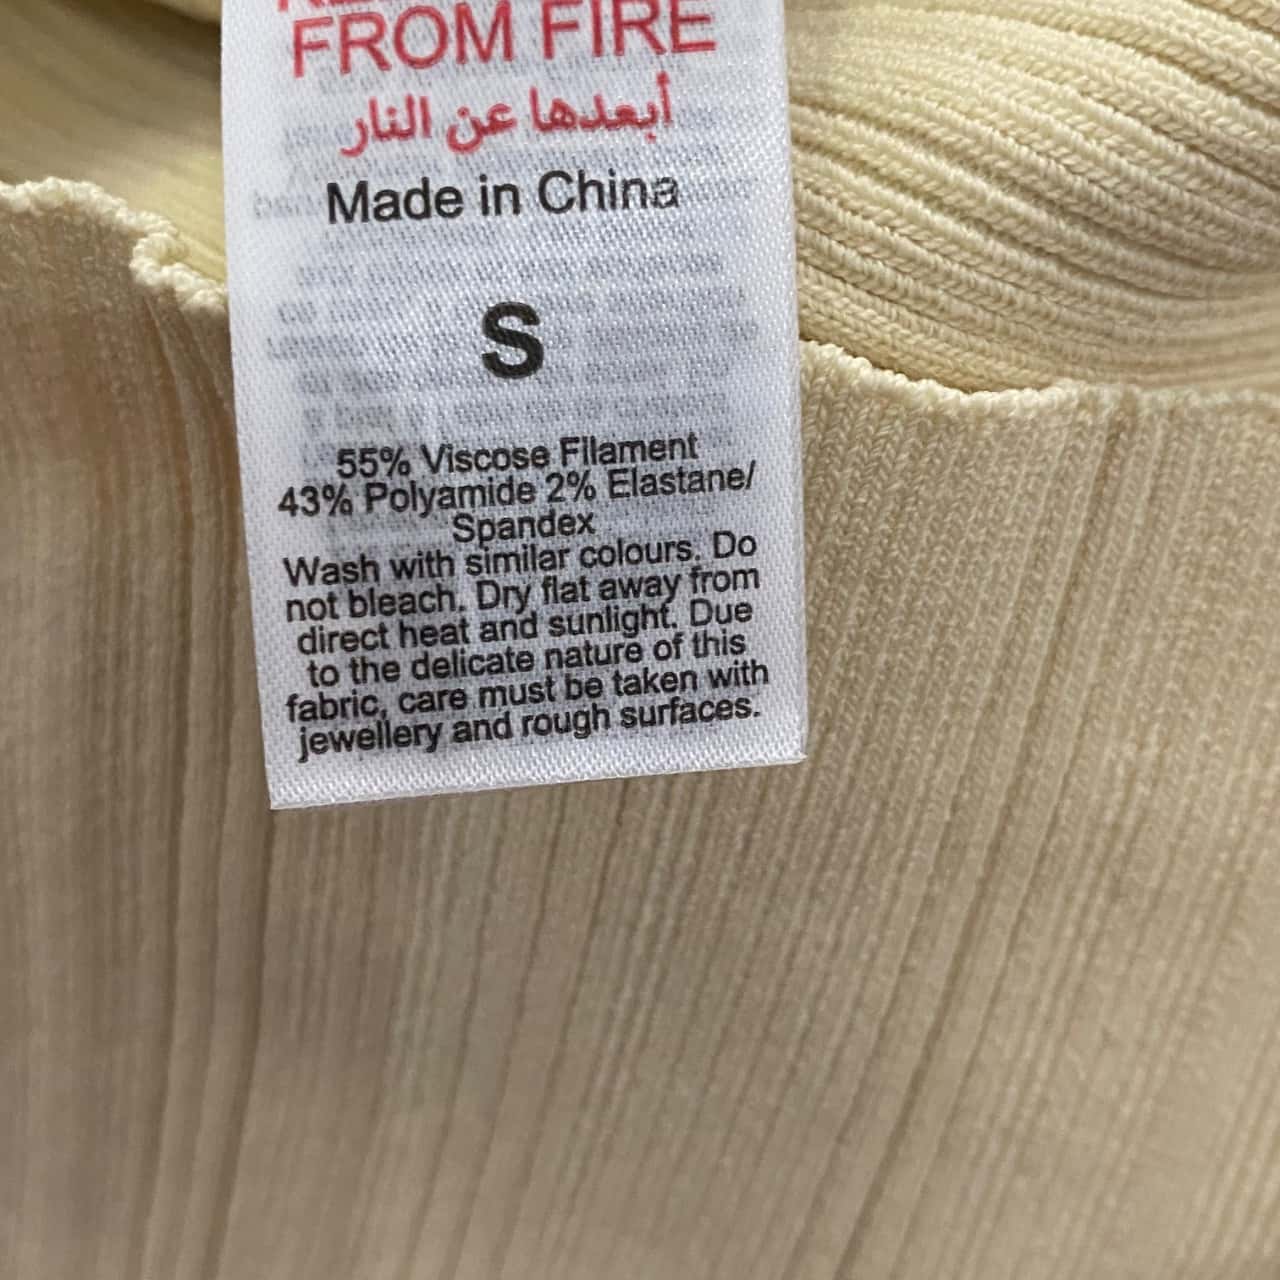 FROM FIRE
أبعدها عن النار
Made in China
S
55% Viscose Filament
43% Polyamide 2% Elastane/
Spandex
Wash with similar colours. Do
not bleach. Dry flat away from
direct heat and sunlight. Due
to the delicate nature of this
fabric, care must be taken with
jewellery and rough surfaces.